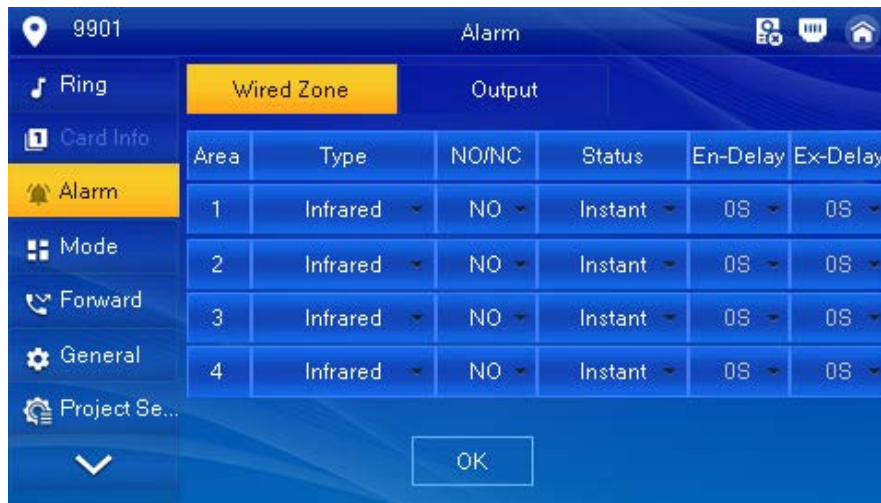 9901 Alarm
Ring
Card Info
Alarm
Mode
Forward
General
Project Se...
Wired Zone Output
Area Type NO/NC Status En-Delay Ex-Delay
1 Infrared NO Instant 0S 0S
2 Infrared NO Instant 0S 0S
3 Infrared NO Instant 0S 0S
4 Infrared NO Instant 0S 0S
OK